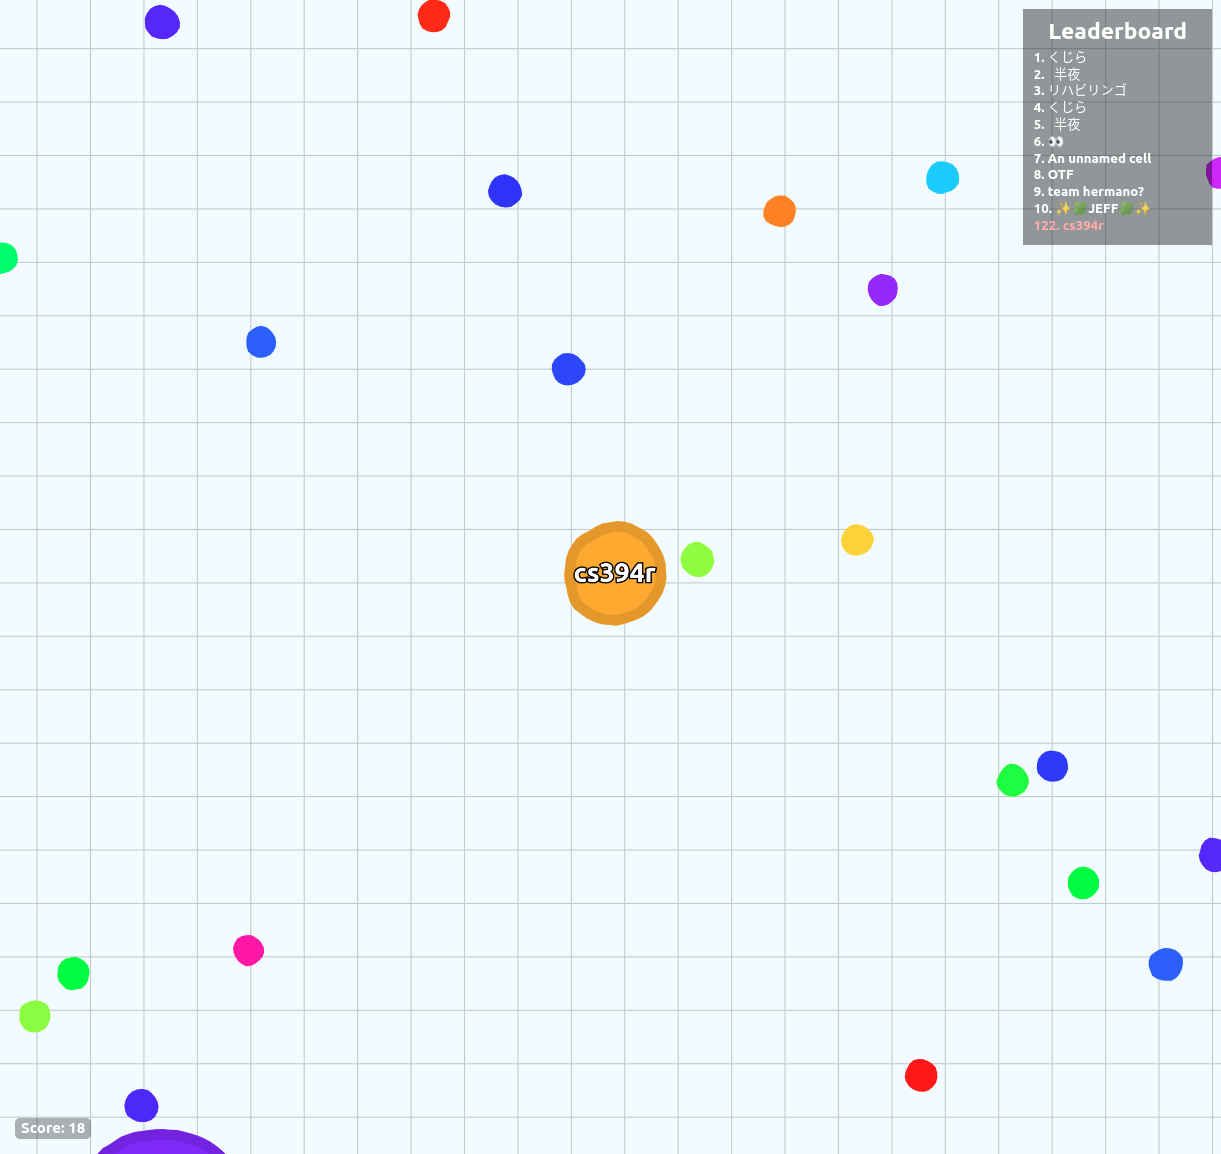 Leaderboard
1. くじら
2. 半夜
3. リハビリンゴ
4. くじら
5. 半夜
6. 👀
7. An unnamed cell
8. OTF
9. team hermano?
10. ✨🌳JEFF🌳✨
122. cs394r
cs394r
Score: 18